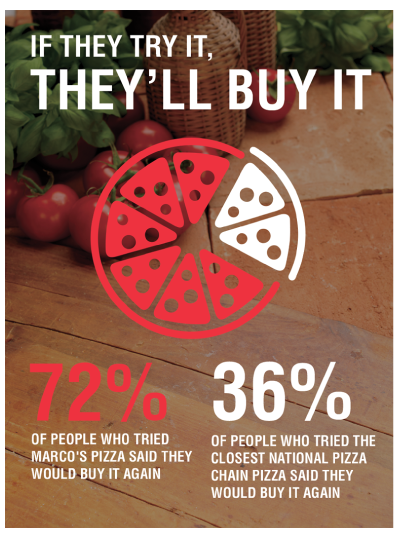 IF THEY TRY IT,
THEY'LL BUY IT
72%
OF PEOPLE WHO TRIED
MARCO'S PIZZA SAID THEY
WOULD BUY IT AGAIN
36%
OF PEOPLE WHO TRIED THE
CLOSEST NATIONAL PIZZA
CHAIN PIZZA SAID THEY
WOULD BUY IT AGAIN